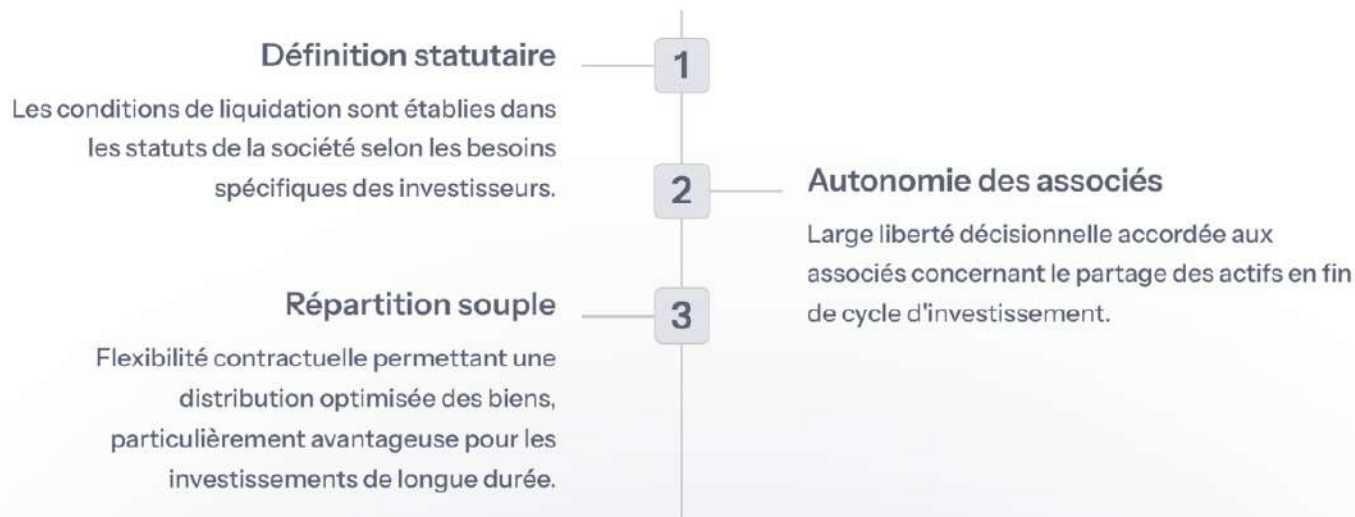 Définition statutaire
1
Les conditions de liquidation sont établies dans
les statuts de la société selon les besoins
spécifiques des investisseurs.
2
Autonomie des associés
Large liberté décisionnelle accordée aux
associés concernant le partage des actifs en fin
de cycle d'investissement.
Répartition souple
3
Flexibilité contractuelle permettant une
distribution optimisée des biens,
particulièrement avantageuse pour les
investissements de longue durée.